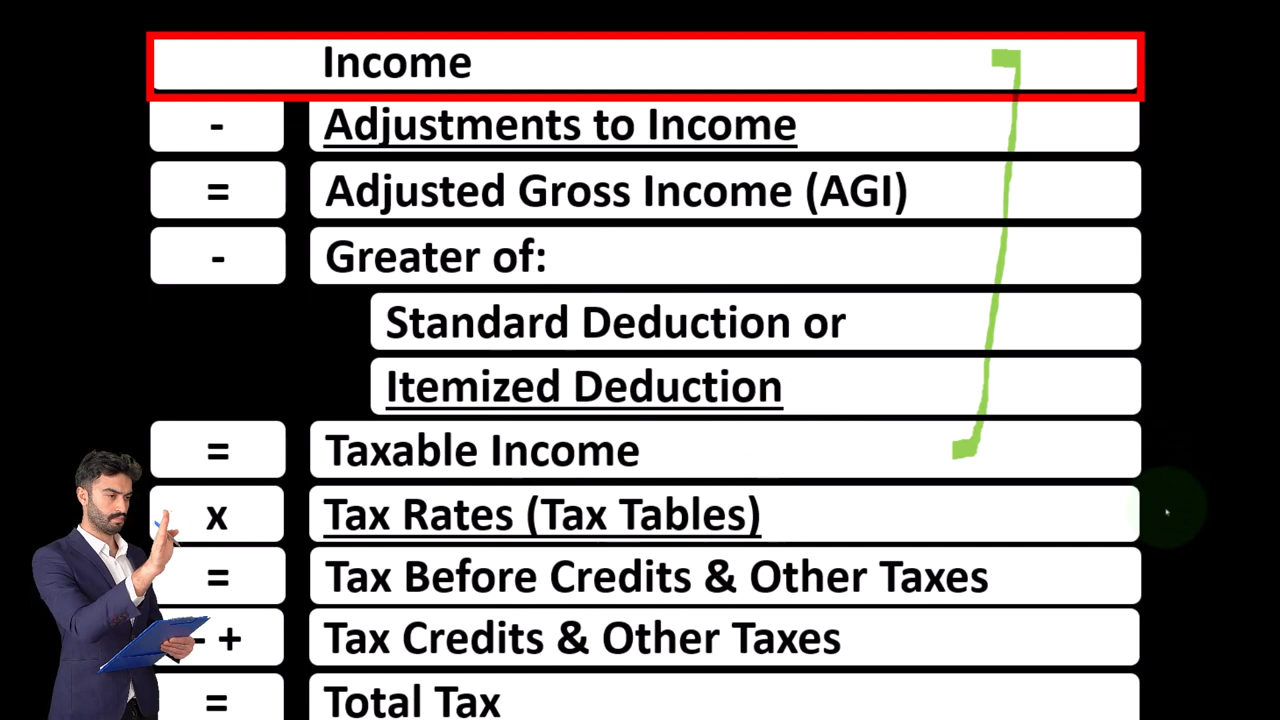 Income
- Adjustments to Income
= Adjusted Gross Income (AGI)
- Greater of:
Standard Deduction or
Itemized Deduction
= Taxable Income
x Tax Rates (Tax Tables)
= Tax Before Credits & Other Taxes
- + Tax Credits & Other Taxes
= Total Tax